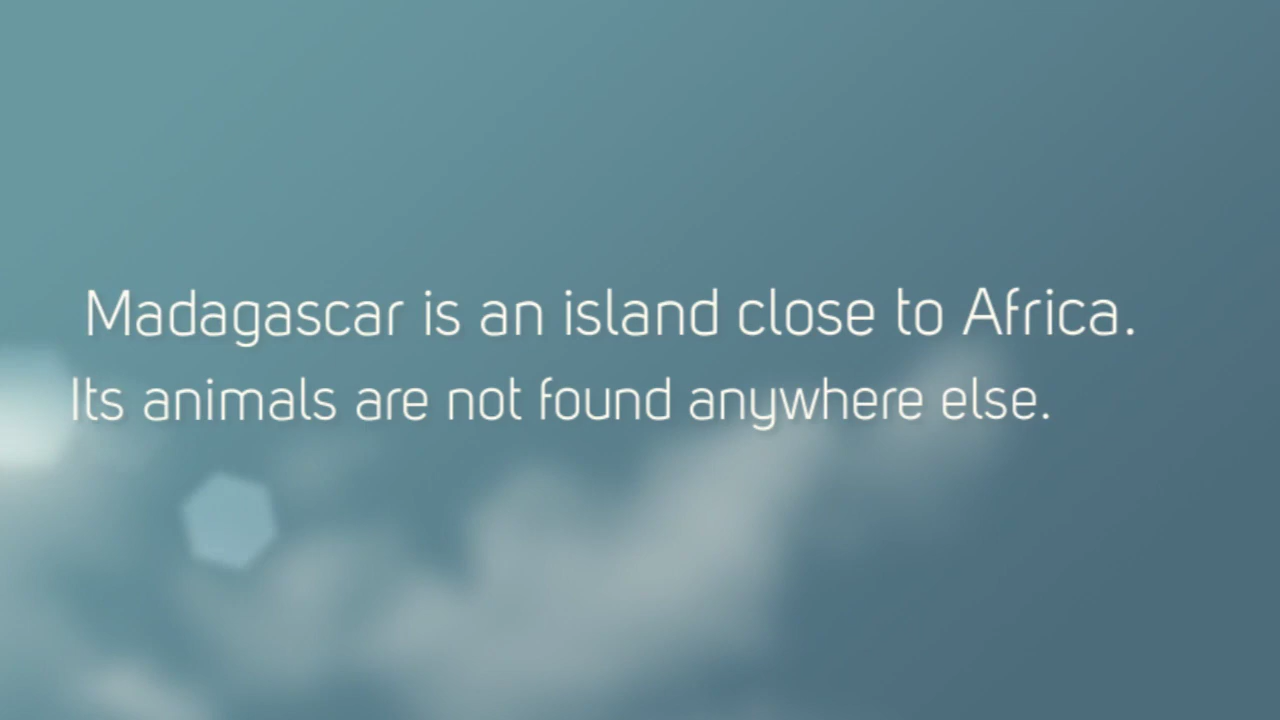 Madagascar is an island close to Africa.
Its animals are not found anywhere else.